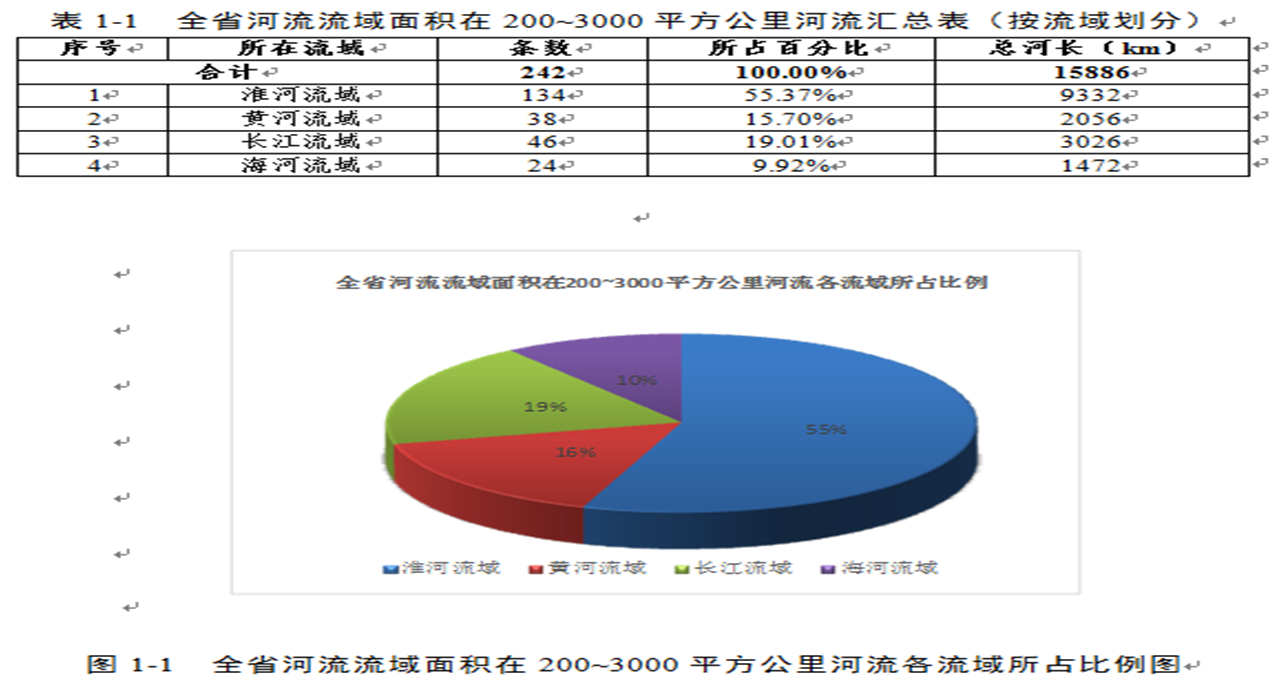 表 1-1 全省河流流域面积在 200~3000 平方公里河流汇总表（按流域划分）
序号 所在流域 条数 所占百分比 总河长（km）
合计 242 100.00% 15886
1 淮河流域 134 55.37% 9332
2 黄河流域 38 15.70% 2056
3 长江流域 46 19.01% 3026
4 海河流域 24 9.92% 1472
全省河流流域面积在200~3000平方公里河流各流域所占比例
10%
19%
55%
16%
淮河流域 黄河流域 长江流域 海河流域
图 1-1 全省河流流域面积在 200~3000 平方公里河流各流域所占比例图